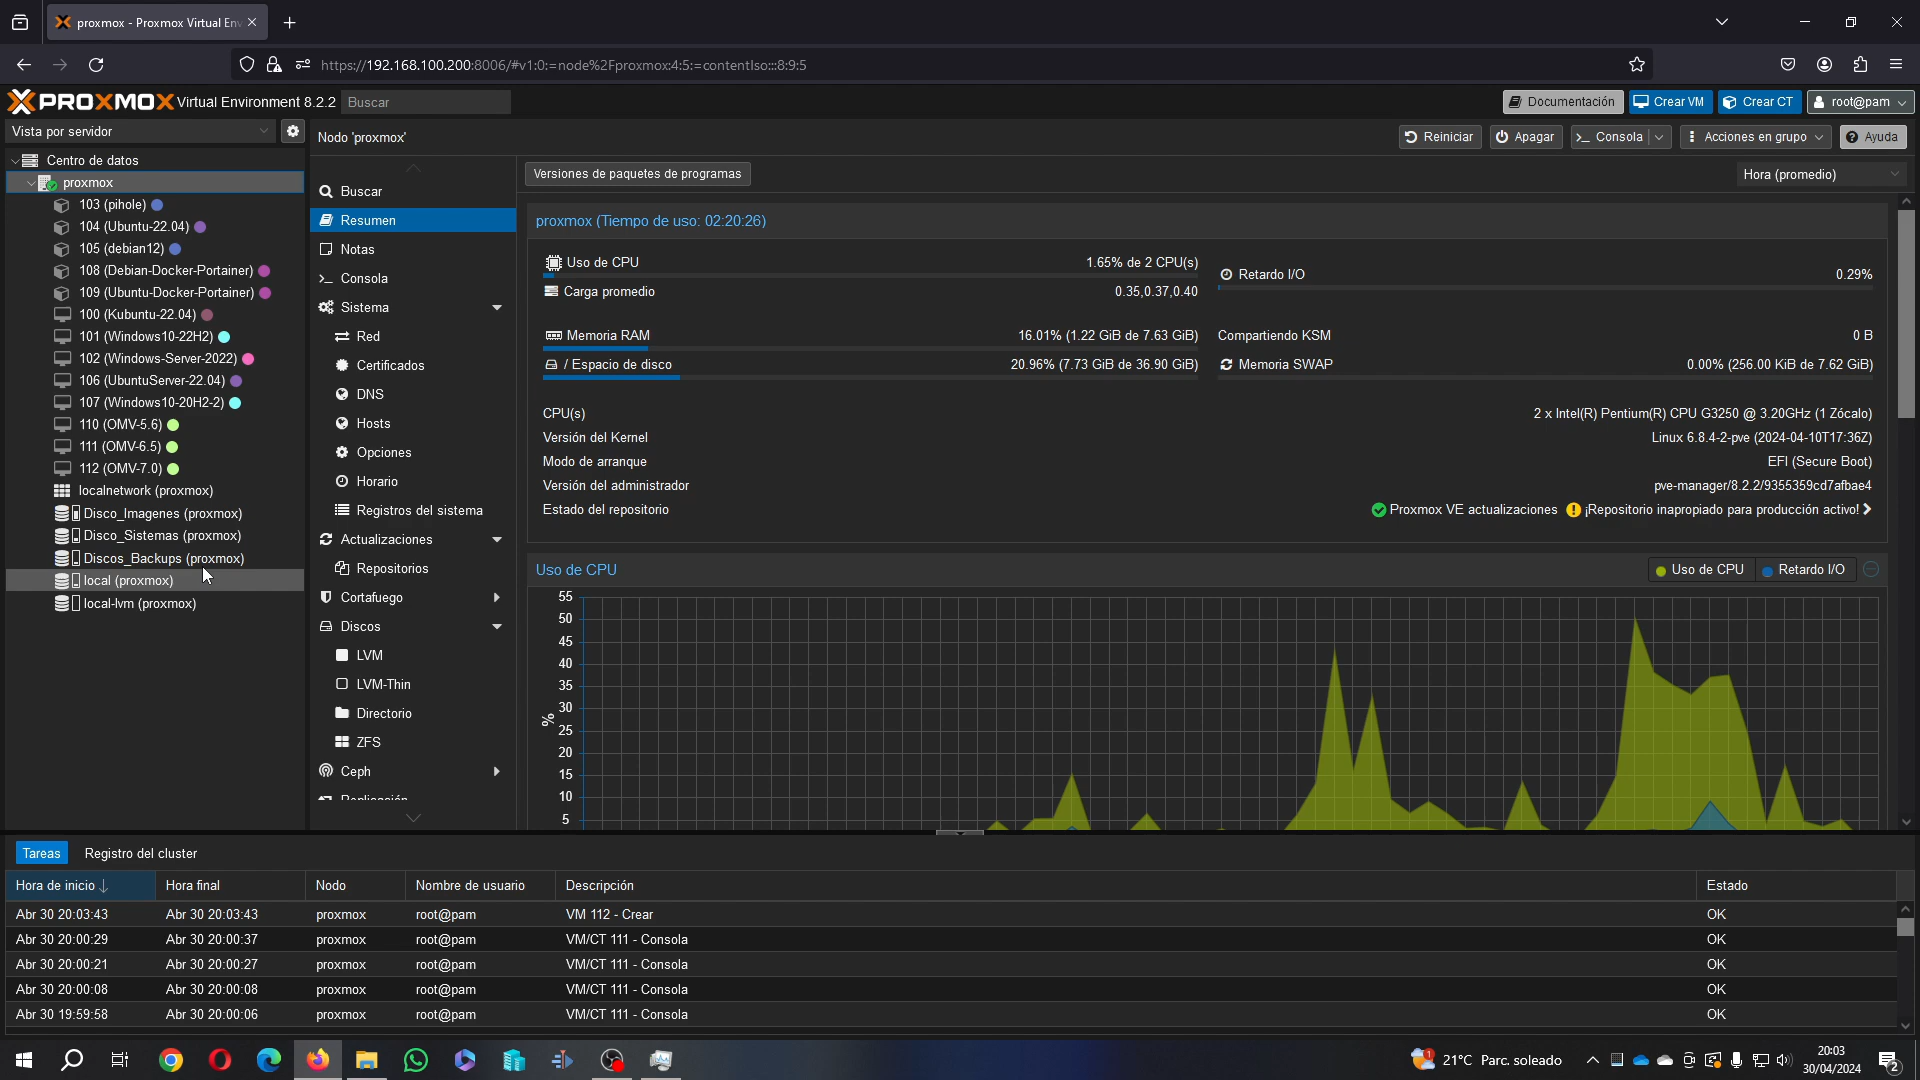 proxmox - Proxmox Virtual Env
https://192.168.100.200:8006/#v1:0:=node%2Fproxmox:4:5:=contentIso:::8:9:5
PROXMOX Virtual Environment 8.2.2 Buscar
Documentación Crear VM Crear CT root@pam
Vista por servidor
Nodo 'proxmox'
Reiniciar Apagar Consola Acciones en grupo Ayuda
Centro de datos
proxmox
103 (pihole)
104 (Ubuntu-22.04)
105 (debian12)
108 (Debian-Docker-Portainer)
109 (Ubuntu-Docker-Portainer)
100 (Kubuntu-22.04)
101 (Windows10-22H2)
102 (Windows-Server-2022)
106 (UbuntuServer-22.04)
107 (Windows10-20H2-2)
110 (OMV-5.6)
111 (OMV-6.5)
112 (OMV-7.0)
localnetwork (proxmox)
Disco_Imagenes (proxmox)
Disco_Sistemas (proxmox)
Discos_Backups (proxmox)
local (proxmox)
local-lvm (proxmox)
Buscar
Resumen
Notas
Consola
Sistema
Red
Certificados
DNS
Hosts
Opciones
Horario
Registros del sistema
Actualizaciones
Repositorios
Cortafuego
Discos
LVM
LVM-Thin
Directorio
ZFS
Ceph
Replicación
Versiones de paquetes de programas
Hora (promedio)
proxmox (Tiempo de uso: 02:20:26)
Uso de CPU 1.65% de 2 CPU(s)
Carga promedio 0.35,0.37,0.40
Retardo I/O 0.29%
Memoria RAM 16.01% (1.22 GiB de 7.63 GiB)
Compartiendo KSM 0 B
/ Espacio de disco 20.96% (7.73 GiB de 36.90 GiB)
Memoria SWAP 0.00% (256.00 KiB de 7.62 GiB)
CPU(s) 2 x Intel(R) Pentium(R) CPU G3250 @ 3.20GHz (1 Zócalo)
Versión del Kernel Linux 6.8.4-2-pve (2024-04-10T17:36Z)
Modo de arranque EFI (Secure Boot)
Versión del administrador pve-manager/8.2.2/9355359cd7afbae4
Estado del repositorio Proxmox VE actualizaciones ¡Repositorio inapropiado para producción activo!
Uso de CPU
Uso de CPU Retardo I/O
55
50
45
40
35
30
25
20
15
10
5
%
Tareas Registro del cluster
Hora de inicio Hora final Nodo Nombre de usuario Descripción Estado
Abr 30 20:03:43 Abr 30 20:03:43 proxmox root@pam VM 112 - Crear OK
Abr 30 20:00:29 Abr 30 20:00:37 proxmox root@pam VM/CT 111 - Consola OK
Abr 30 20:00:21 Abr 30 20:00:27 proxmox root@pam VM/CT 111 - Consola OK
Abr 30 20:00:08 Abr 30 20:00:08 proxmox root@pam VM/CT 111 - Consola OK
Abr 30 19:59:58 Abr 30 20:00:06 proxmox root@pam VM/CT 111 - Consola OK
1
21°C Parc. soleado
20:03
30/04/2024
2